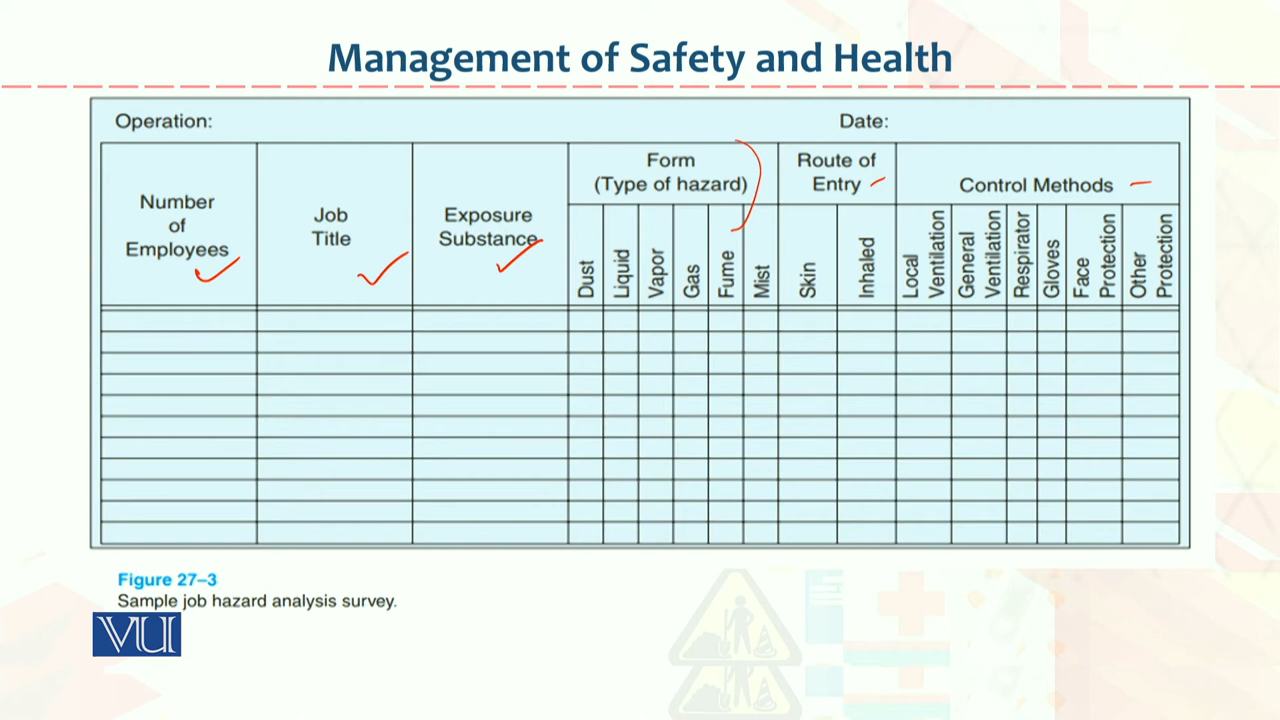 Management of Safety and Health
Operation:
Date:
Number
of
Employees
Job
Title
Exposure
Substance
Form
(Type of hazard)
Dust
Liquid
Vapor
Gas
Fume
Mist
Route of
Entry
Skin
Inhaled
Control Methods
Local
Ventilation
General
Ventilation
Respirator
Gloves
Face
Protection
Other
Protection
Figure 27–3
Sample job hazard analysis survey.
VU